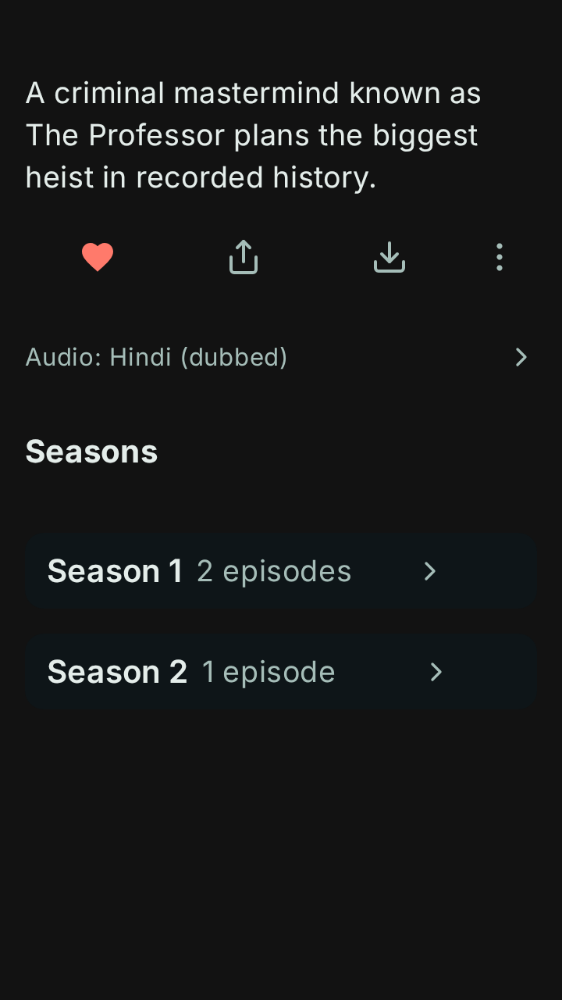 A criminal mastermind known as
The Professor plans the biggest
heist in recorded history.
Audio: Hindi (dubbed)
Seasons
Season 1 2 episodes
Season 2 1 episode